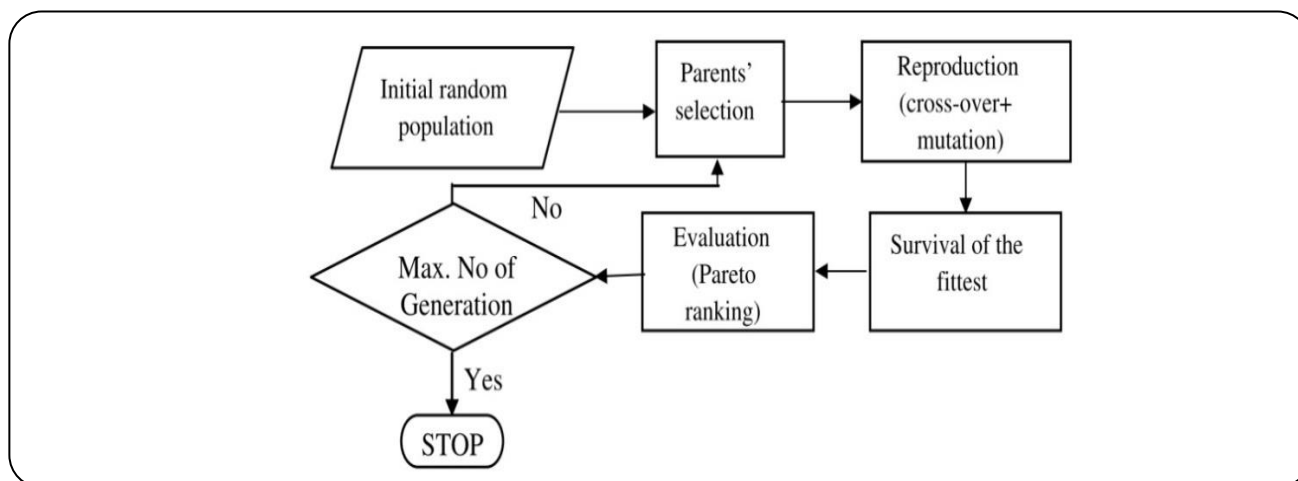 Initial random
population
Parents’
selection
Reproduction
(cross-over+
mutation)
Survival of the
fittest
Evaluation
(Pareto
ranking)
No
Max. No of
Generation
Yes
STOP